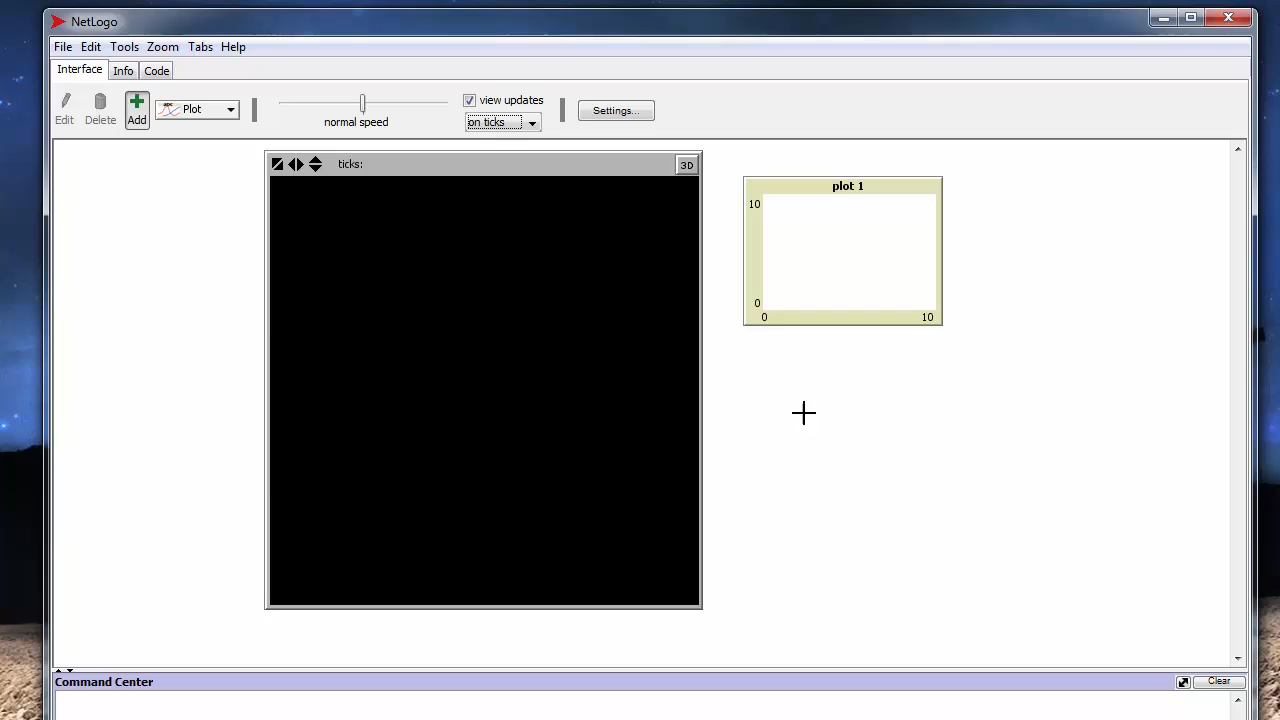 NetLogo
File Edit Tools Zoom Tabs Help
Interface Info Code
Edit Delete Add Plot normal speed view updates on ticks Settings...
ticks: 3D
plot 1
10
0
0 10
Command Center Clear